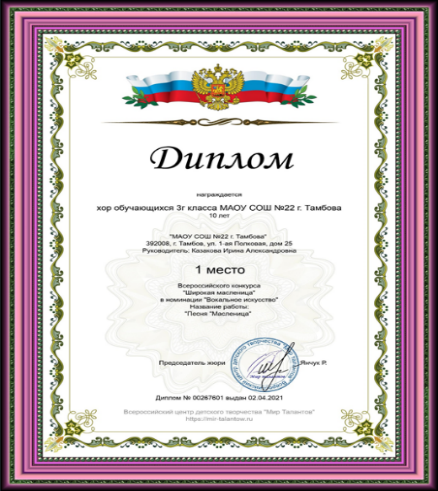 Диплом
награждается
хор обучающихся 3г класса МАОУ СОШ №22 г. Тамбова
10 лет
"МАОУ СОШ №22 г. Тамбова"
392008, г. Тамбов, ул. 1-ая Полковая, дом 25
Руководитель: Казакова Ирина Александровна
1 место
Всероссийского конкурса
"Широкая масленица"
в номинации "Вокальное искусство"
Название работы:
"Песня "Масленица"
Председатель жюри
Янчук Р.
Диплом № 00267601 выдан 02.04.2021
Всероссийский центр детского творчества "Мир Талантов"
https://mir-talantow.ru